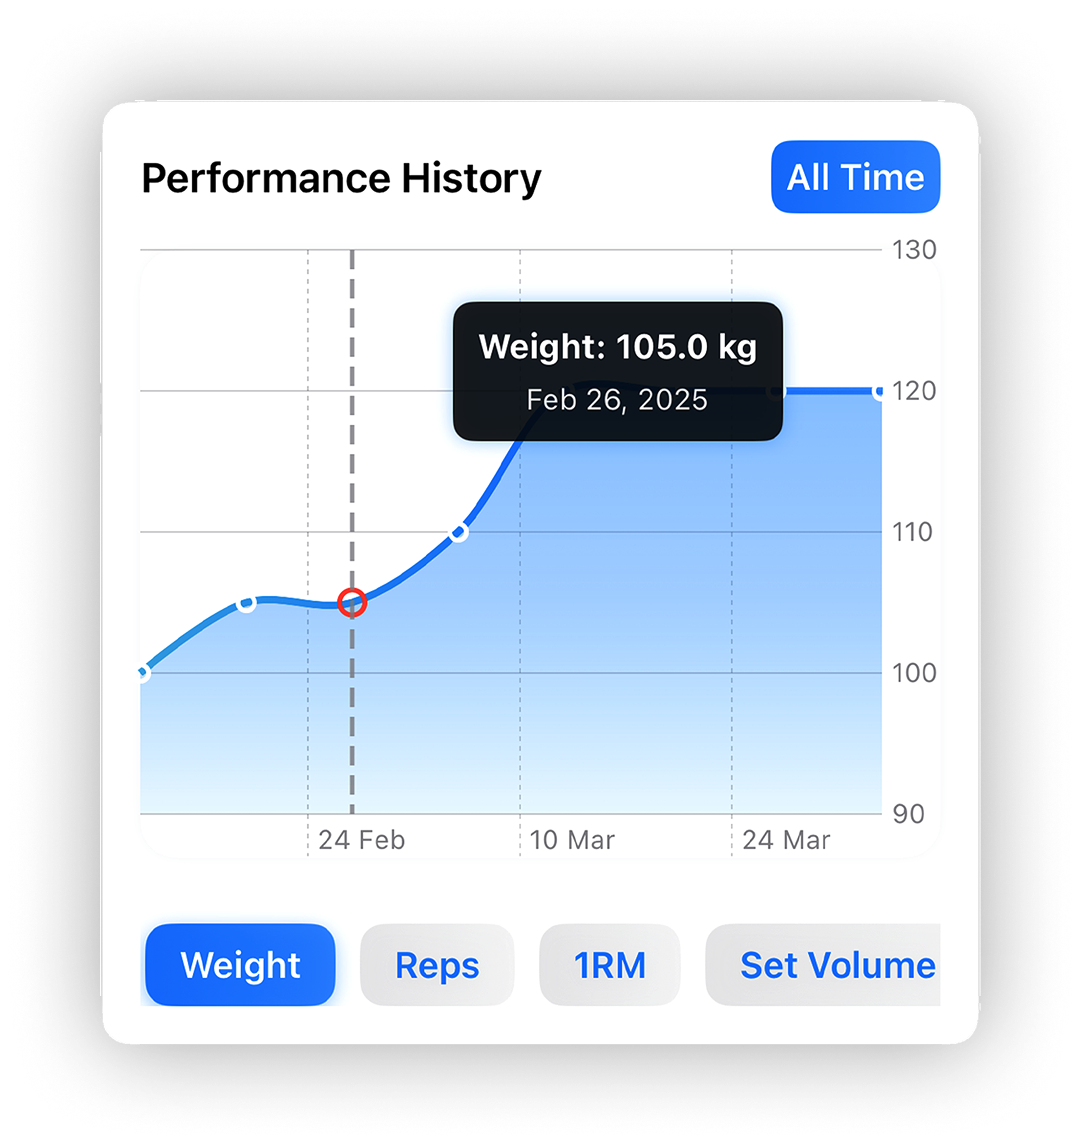 Performance History
All Time
130
Weight: 105.0 kg
Feb 26, 2025
120
110
100
90
24 Feb
10 Mar
24 Mar
Weight
Reps
1RM
Set Volume